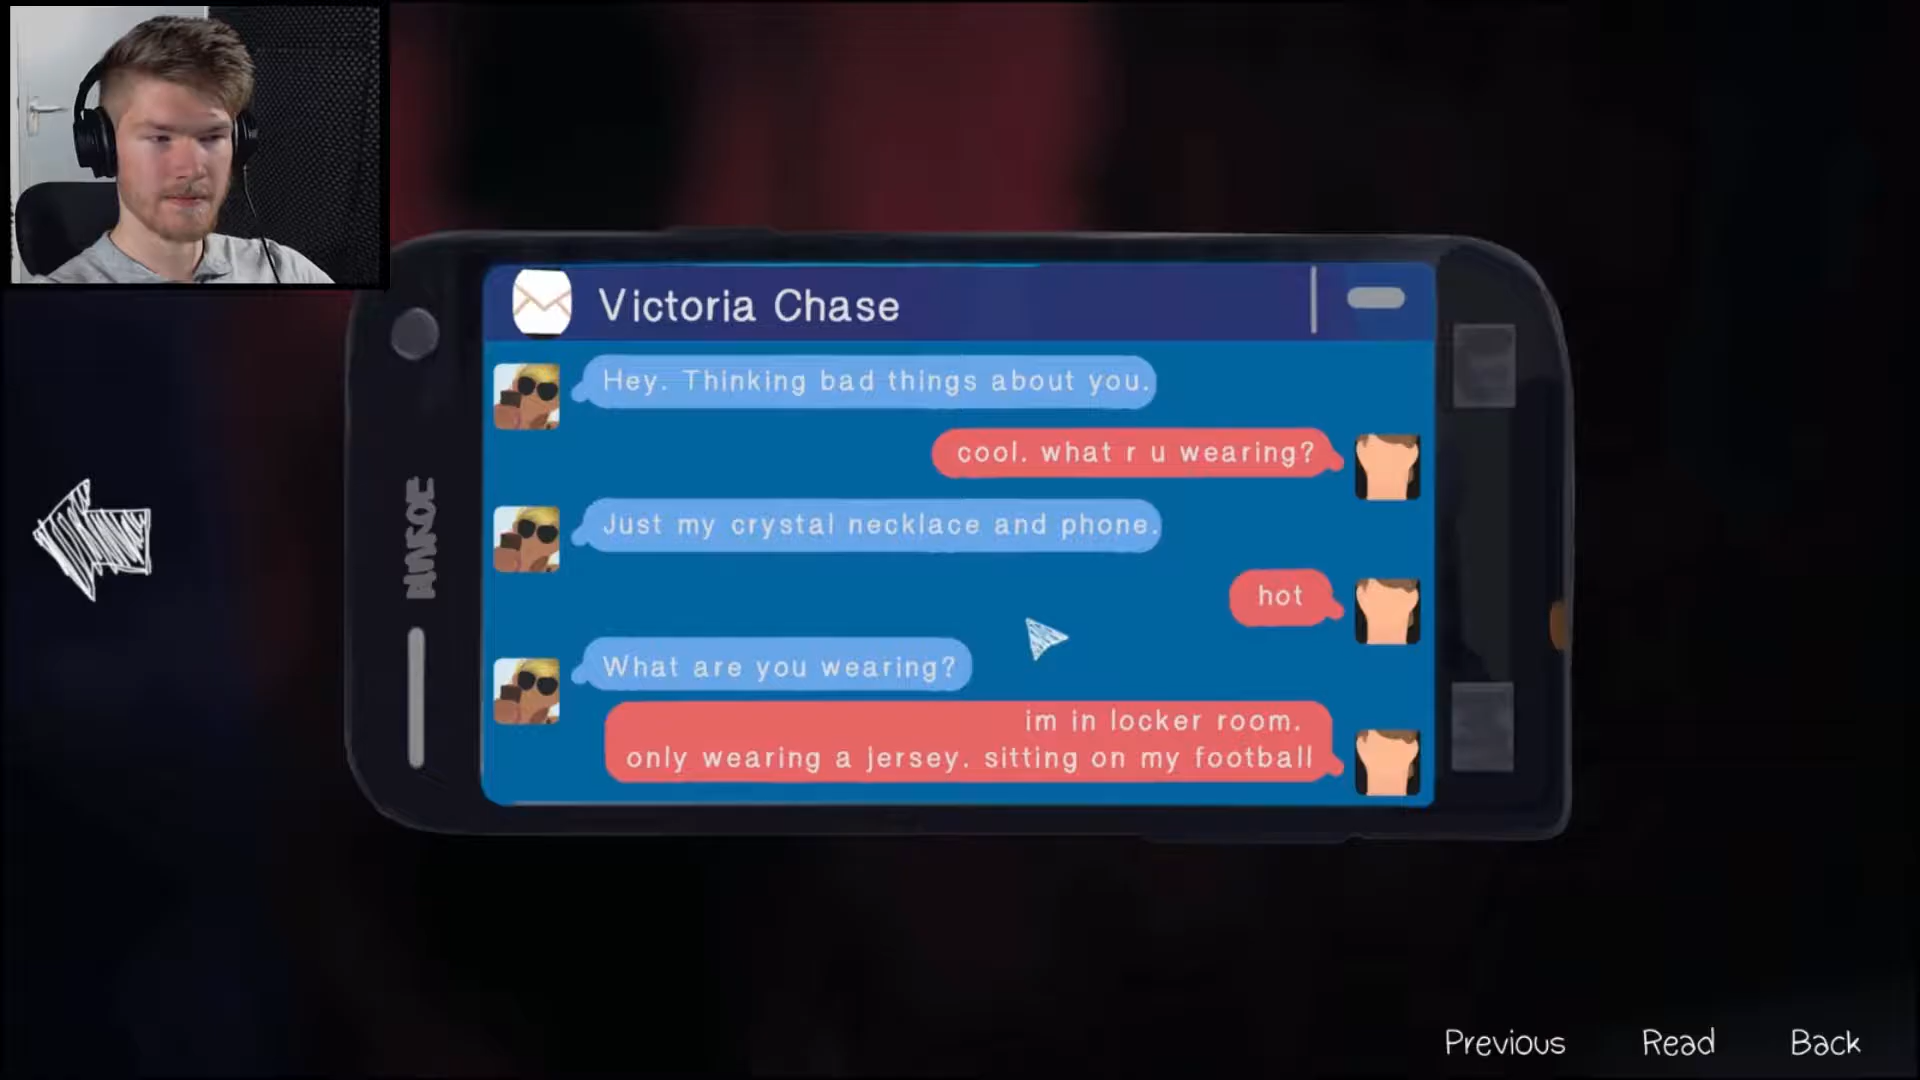 Victoria Chase
Hey. Thinking bad things about you.
cool. what r u wearing?
Just my crystal necklace and phone.
hot
What are you wearing?
im in locker room.
only wearing a jersey. sitting on my football
Previous
Read
Back